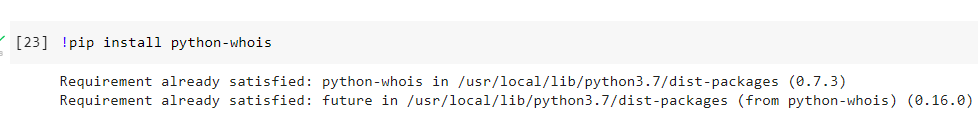 [23] !pip install python-whois
Requirement already satisfied: python-whois in /usr/local/lib/python3.7/dist-packages (0.7.3)
Requirement already satisfied: future in /usr/local/lib/python3.7/dist-packages (from python-whois) (0.16.0)